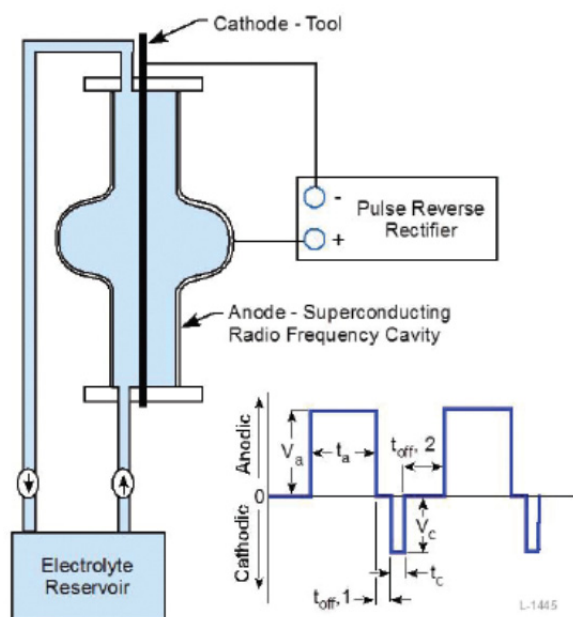 Cathode - Tool
-
+
Pulse Reverse
Rectifier
Anode - Superconducting
Radio Frequency Cavity
Electrolyte
Reservoir
Anodic
0
Cathodic
Va
ta
toff, 2
Vc
tc
toff, 1
L-1445